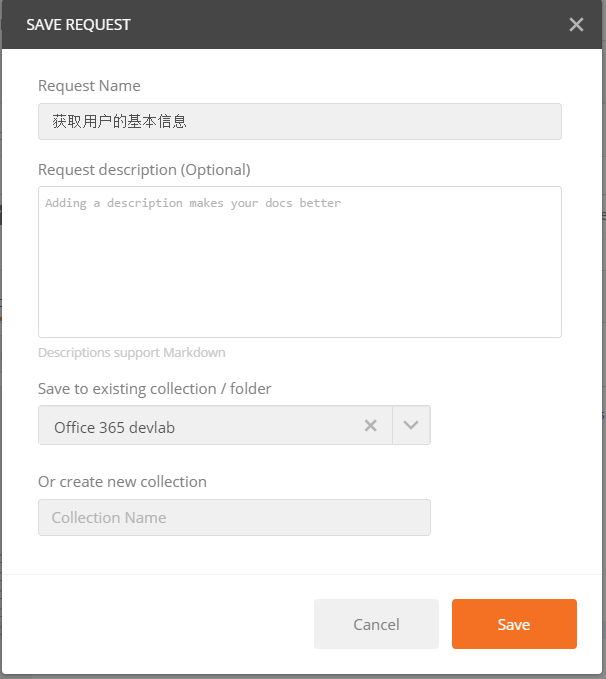 SAVE REQUEST
Request Name
获取用户的基本信息
Request description (Optional)
Adding a description makes your docs better
Descriptions support Markdown
Save to existing collection / folder
Office 365 devlab
Or create new collection
Collection Name
Cancel
Save